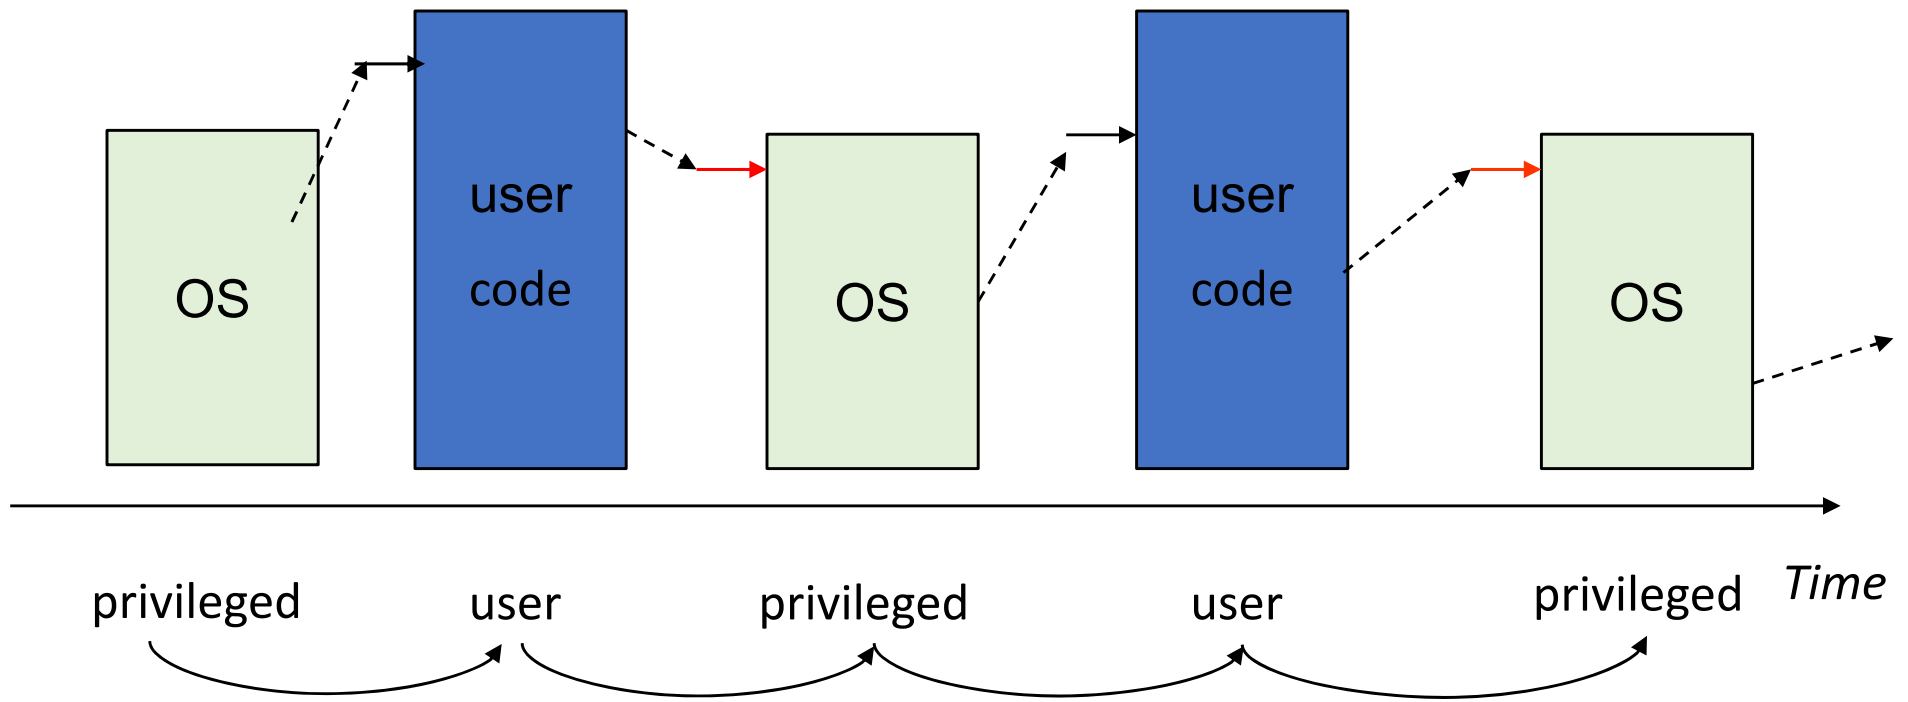 OS
user
code
OS
user
code
OS
privileged
user
privileged
user
privileged
Time